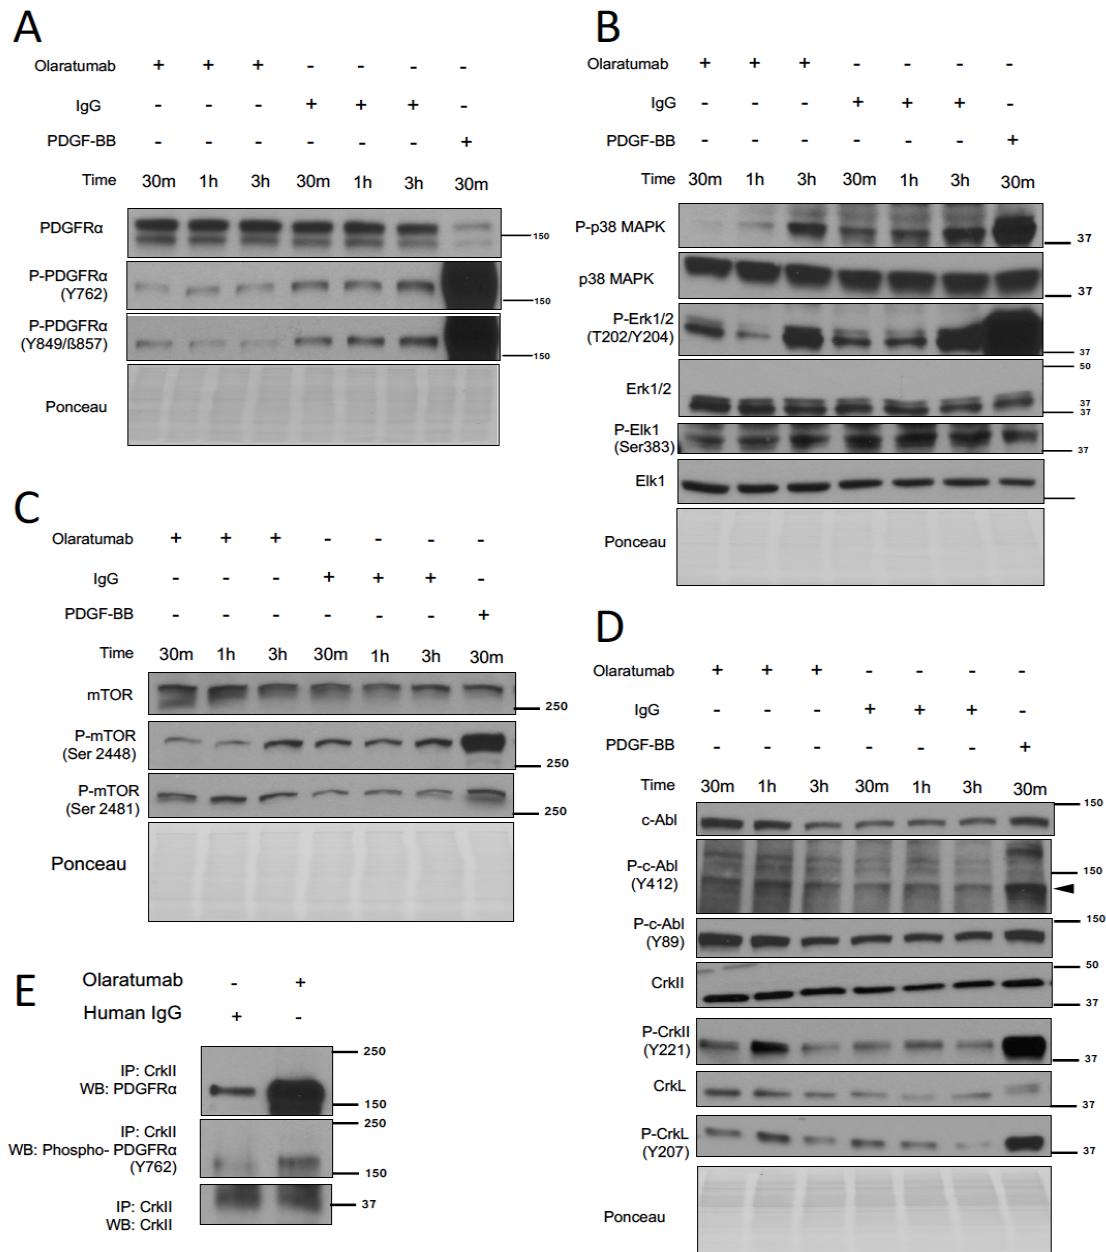 A
Olaratumab + + + - - - -
IgG - - - + + + -
PDGF-BB - - - - - - +
Time 30m 1h 3h 30m 1h 3h 30m
PDGFRα
150
P-PDGFRα
(Y762)
150
P-PDGFRα
(Y849/ß857)
150
Ponceau
B
Olaratumab + + + - - - -
IgG - - - + + + -
PDGF-BB - - - - - - +
Time 30m 1h 3h 30m 1h 3h 30m
P-p38 MAPK
37
p38 MAPK
37
P-Erk1/2
(T202/Y204)
37
50
Erk1/2
37
37
P-Elk1
(Ser383)
37
Elk1
Ponceau
C
Olaratumab + + + - - - -
IgG - - - + + + -
PDGF-BB - - - - - - +
Time 30m 1h 3h 30m 1h 3h 30m
mTOR
250
P-mTOR
(Ser 2448)
250
P-mTOR
(Ser 2481)
250
Ponceau
D
Olaratumab + + + - - - -
IgG - - - + + + -
PDGF-BB - - - - - - +
Time 30m 1h 3h 30m 1h 3h 30m
150
c-Abl
P-c-Abl
(Y412)
150
150
P-c-Abl
(Y89)
50
CrkII
37
P-CrkII
(Y221)
37
CrkL
37
P-CrkL
(Y207)
37
Ponceau
E
Olaratumab - +
Human IgG + -
250
IP: CrkII
WB: PDGFRα
150
250
IP: CrkII
WB: Phospho- PDGFRα
(Y762)
150
37
IP: CrkII
WB: CrkII